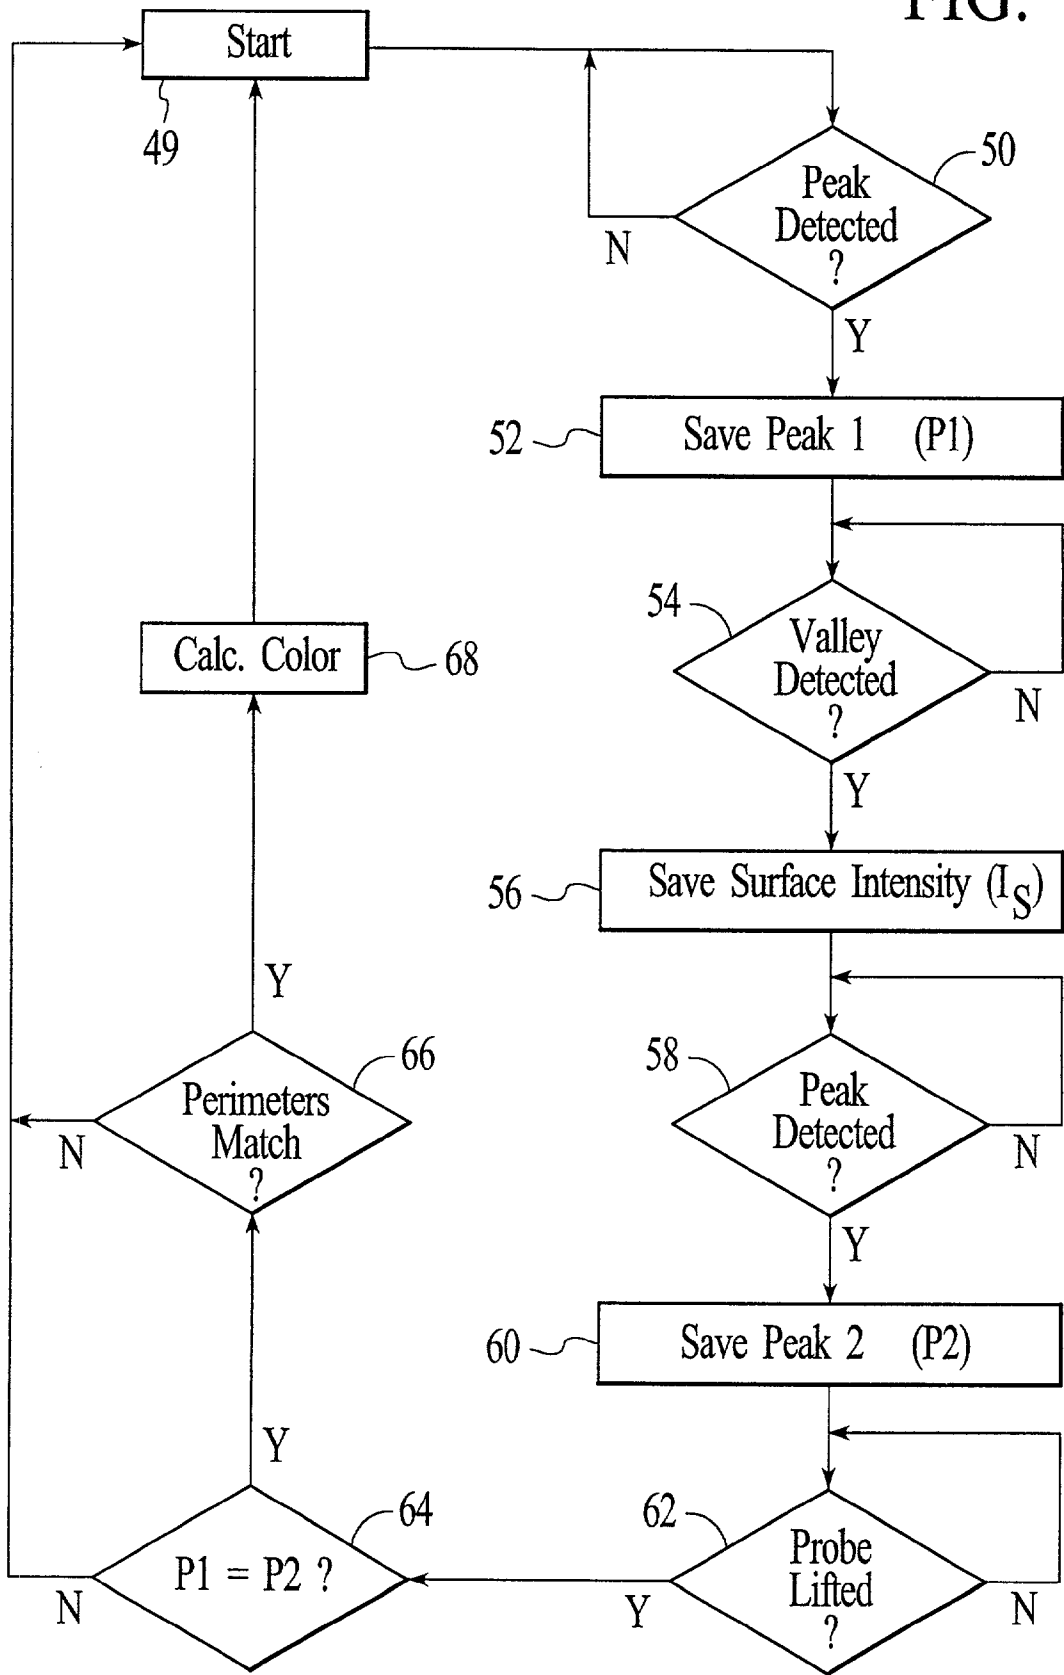 FIG.
Start
49
Peak
Detected
?
50
N
Y
52
Save Peak 1 (P1)
54
Valley
Detected
?
N
Y
56
Save Surface Intensity (IS)
58
Peak
Detected
?
N
Y
60
Save Peak 2 (P2)
62
Probe
Lifted
?
N
Y
64
P1 = P2 ?
N
Y
66
Perimeters
Match
?
N
Y
Calc. Color
68